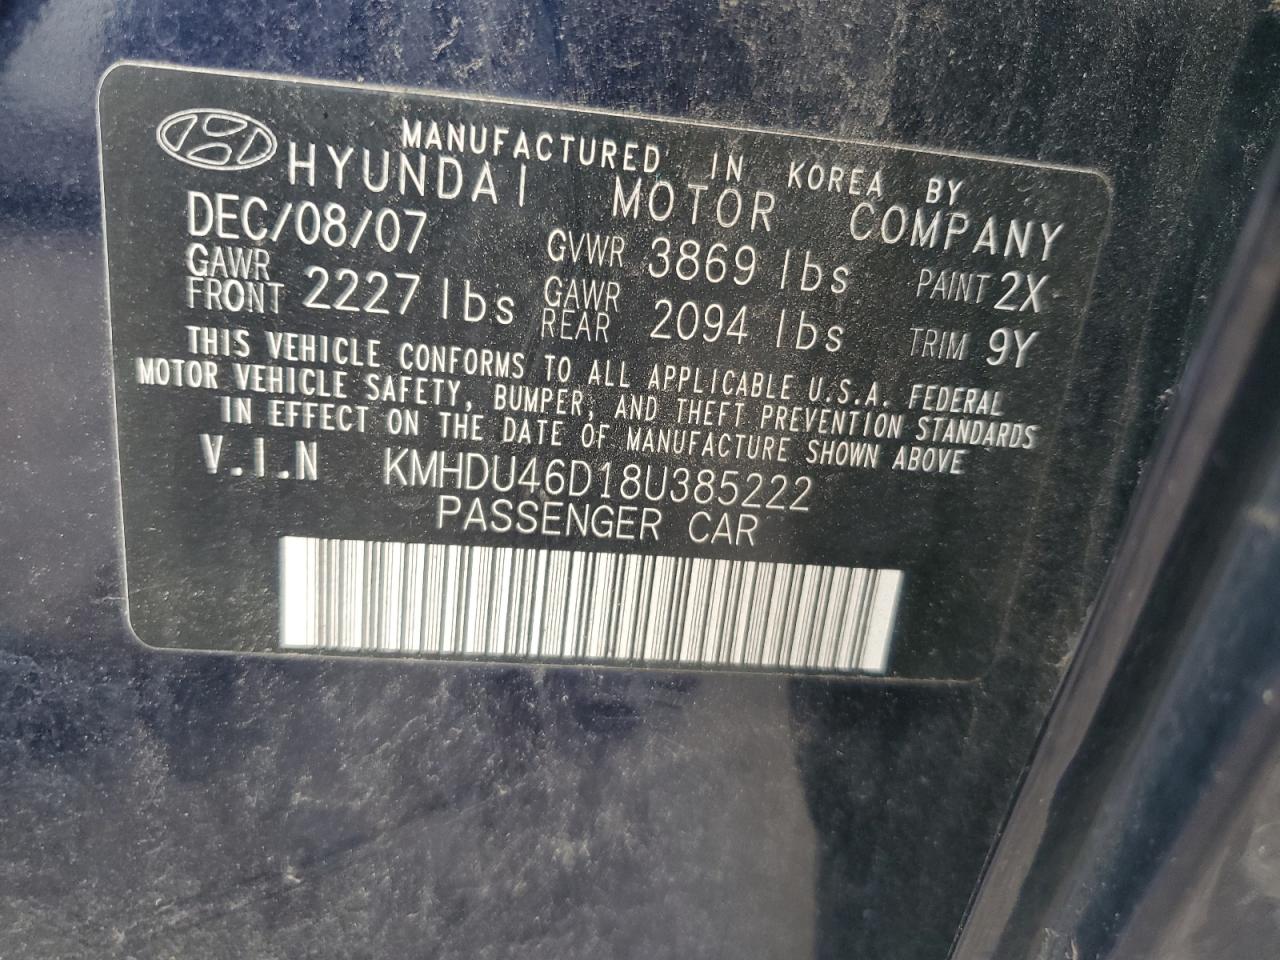 MANUFACTURED IN KOREA BY
HYUNDAI MOTOR COMPANY
DEC/08/07 GVWR 3869 lbs PAINT 2X
GAWR FRONT 2227 lbs GAWR REAR 2094 lbs TRIM 9Y
THIS VEHICLE CONFORMS TO ALL APPLICABLE U.S.A. FEDERAL
MOTOR VEHICLE SAFETY, BUMPER, AND THEFT PREVENTION STANDARDS
IN EFFECT ON THE DATE OF MANUFACTURE SHOWN ABOVE
V.I.N KMHDU46D18U385222
PASSENGER CAR